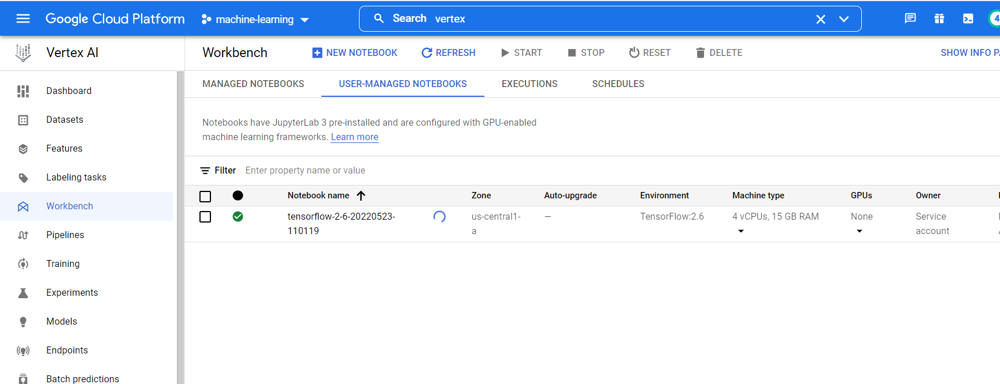 Google Cloud Platform machine-learning Search vertex 4
Vertex AI Workbench NEW NOTEBOOK REFRESH START STOP RESET DELETE SHOW INFO
MANAGED NOTEBOOKS USER-MANAGED NOTEBOOKS EXECUTIONS SCHEDULES
Dashboard
Datasets
Features
Labeling tasks
Workbench
Pipelines
Training
Experiments
Models
Endpoints
Batch predictions
Notebooks have JupyterLab 3 pre-installed and are configured with GPU-enabled
machine learning frameworks. Learn more
Filter Enter property name or value
Notebook name Zone Auto-upgrade Environment Machine type GPUs Owner
tensorflow-2-6-20220523- us-central1- — TensorFlow:2.6 4 vCPUs, 15 GB RAM None Service
110119 a account